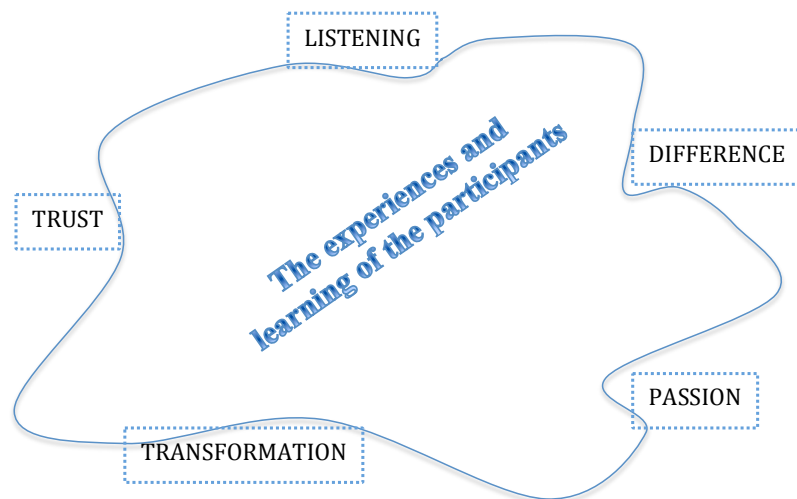 LISTENING
DIFFERENCE
TRUST
The experiences and
learning of the participants
PASSION
TRANSFORMATION